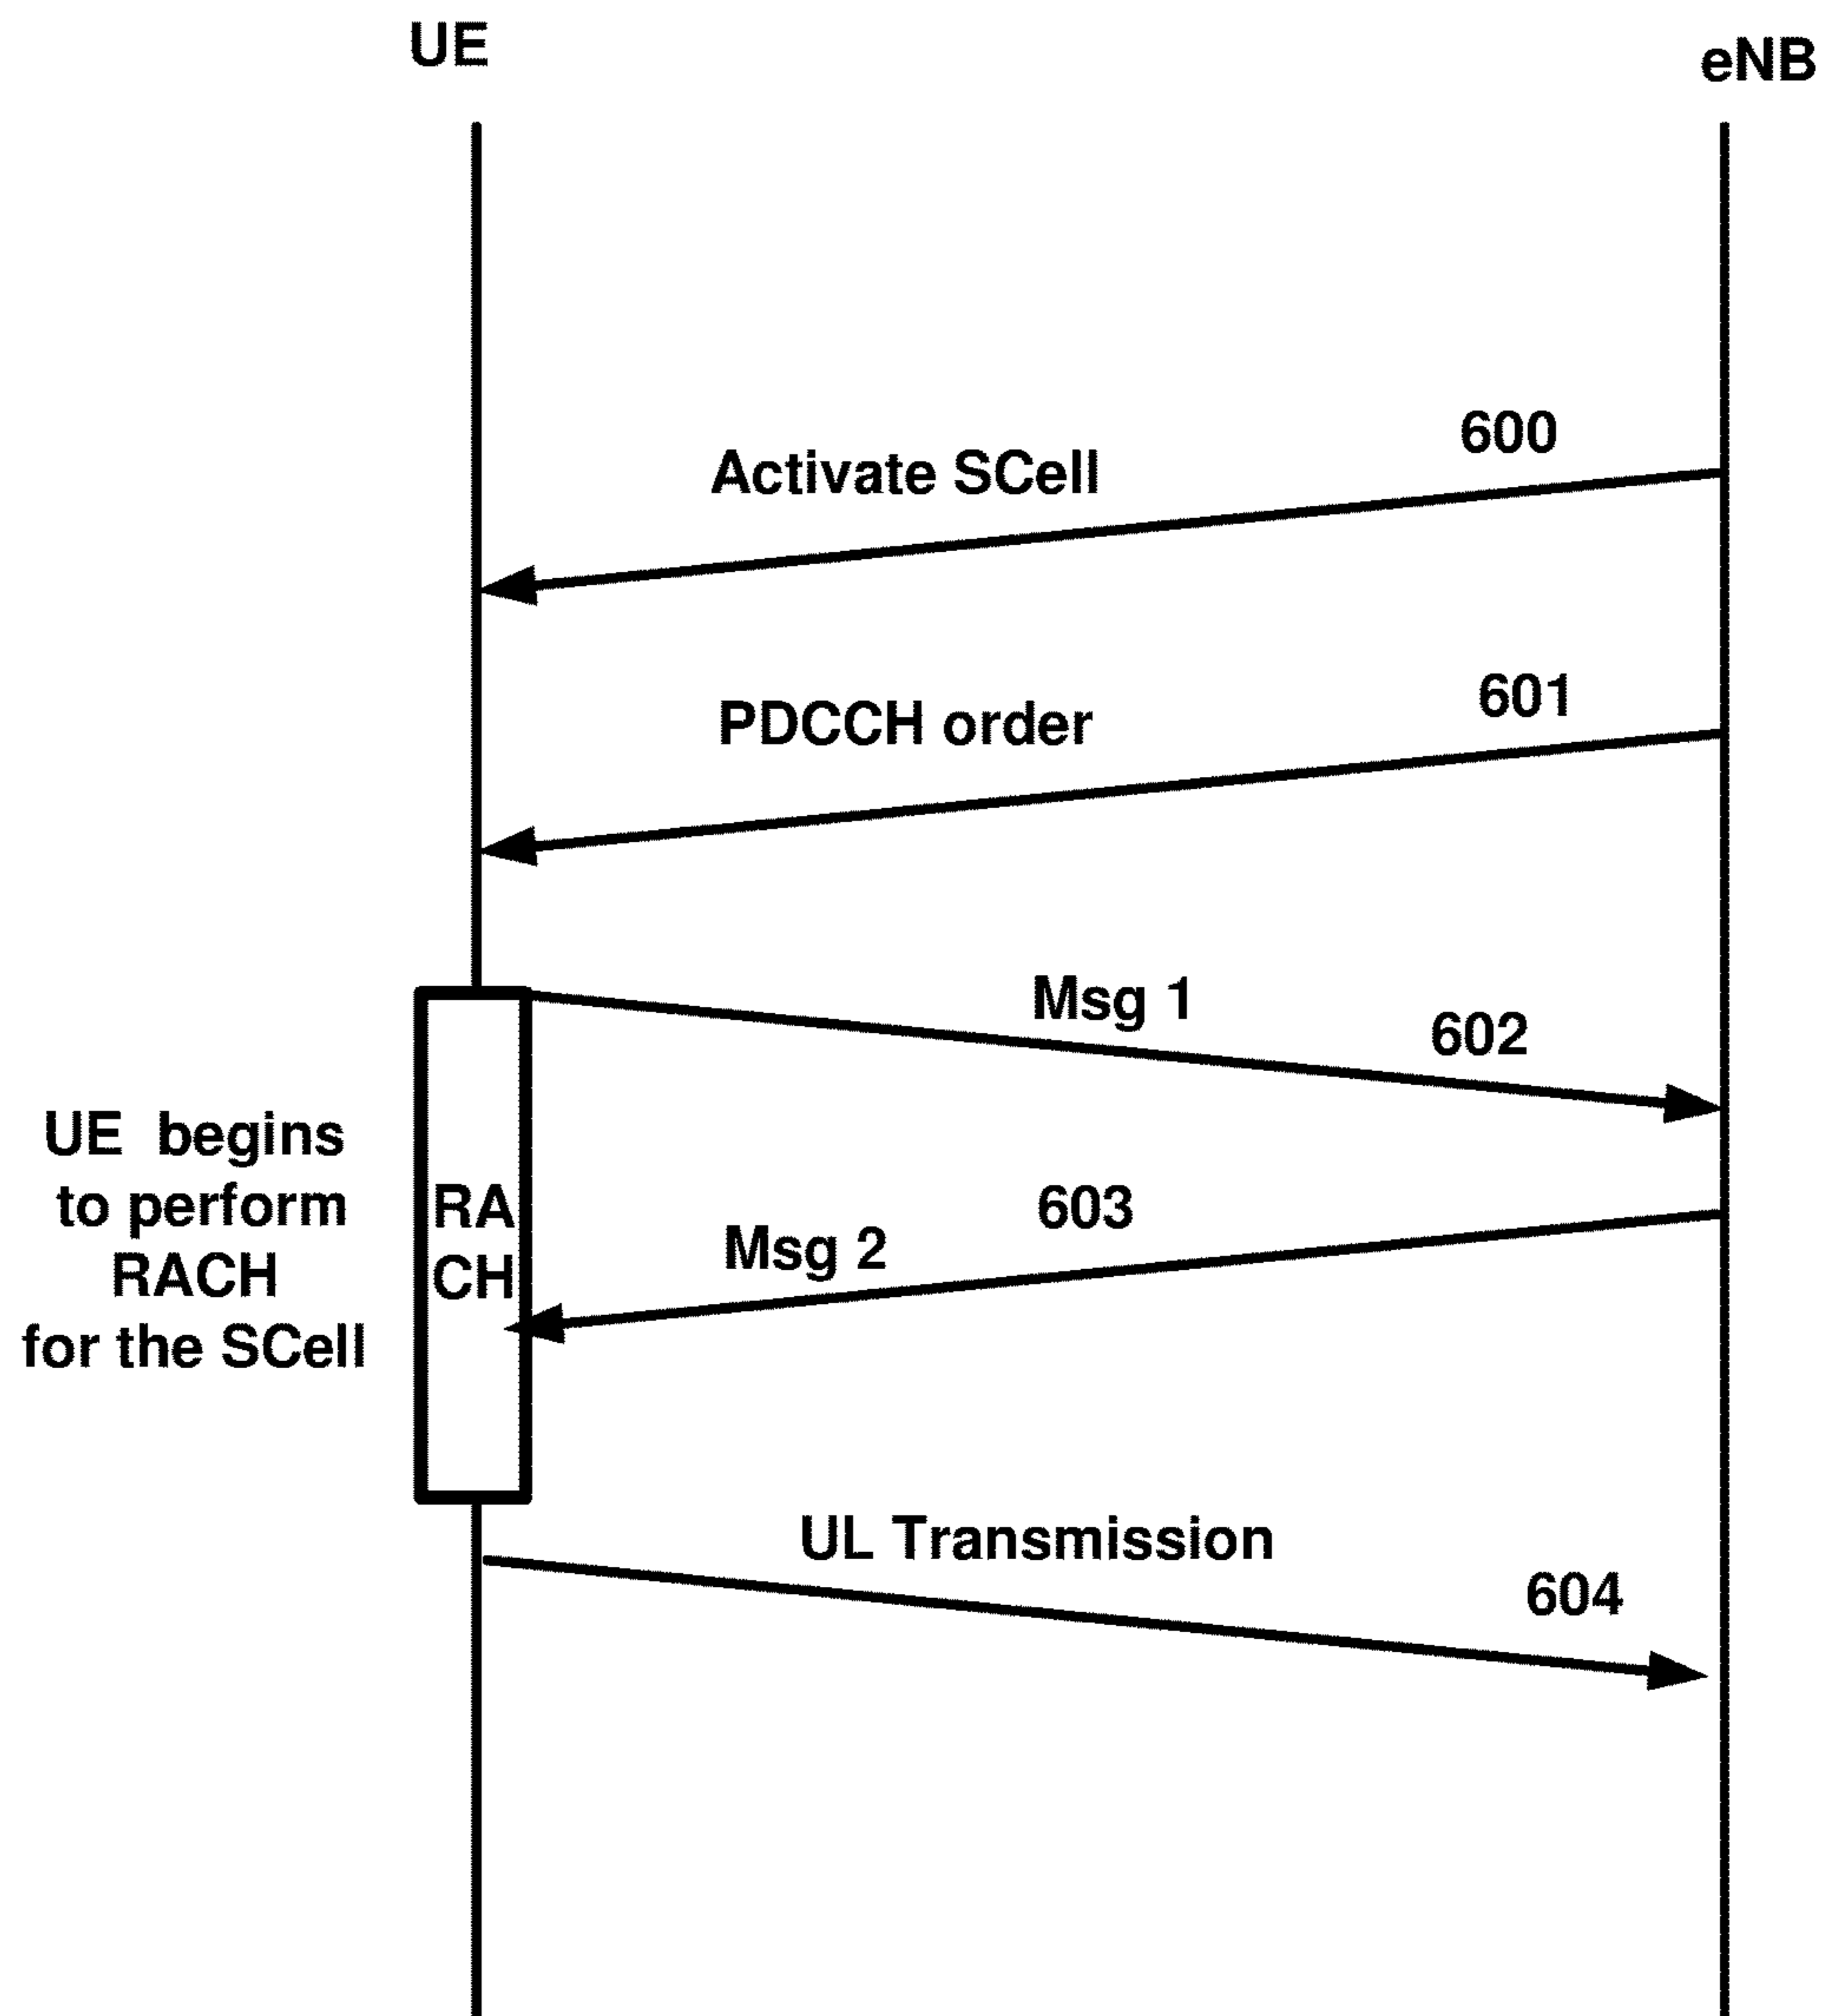 UE
eNB
600
Activate SCell
601
PDCCH order
Msg 1
602
UE begins
to perform
RACH
for the SCell
RA
CH
603
Msg 2
UL Transmission
604